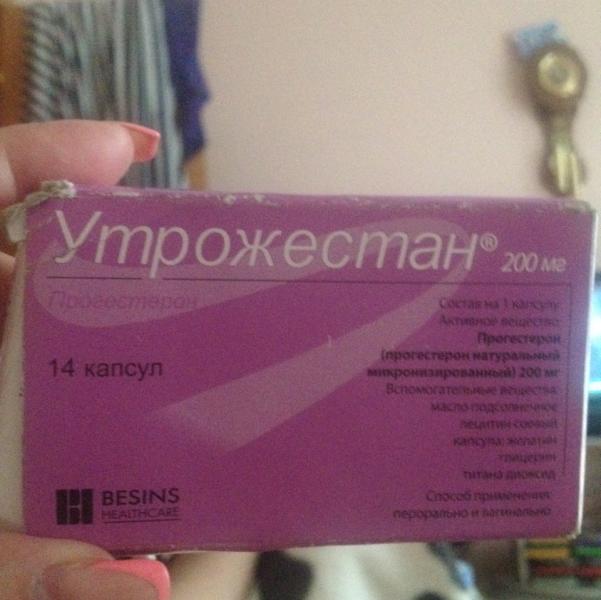 Утрожестан® 200 мг
Прогестерон
14 капсул
Состав на 1 капсулу:
Активное вещество:
Прогестерон
(прогестерон натуральный
микронизированный) 200 мг
Вспомогательные вещества:
масло подсолнечное
лецитин соевый
капсула: желатин
глицерин
титана диоксид
Способ применения:
перорально и вагинально
BESINS
HEALTHCARE